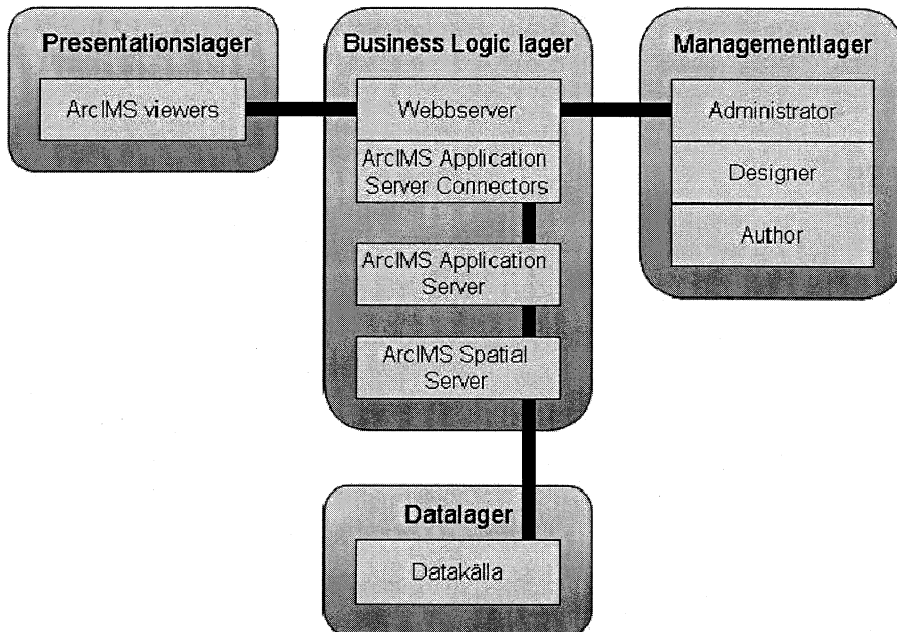 Presentationslager
ArcIMS viewers
Business Logic lager
Webbserver
ArcIMS Application
Server Connectors
ArcIMS Application
Server
ArcIMS Spatial
Server
Managementlager
Administrator
Designer
Author
Datalager
Datakälla